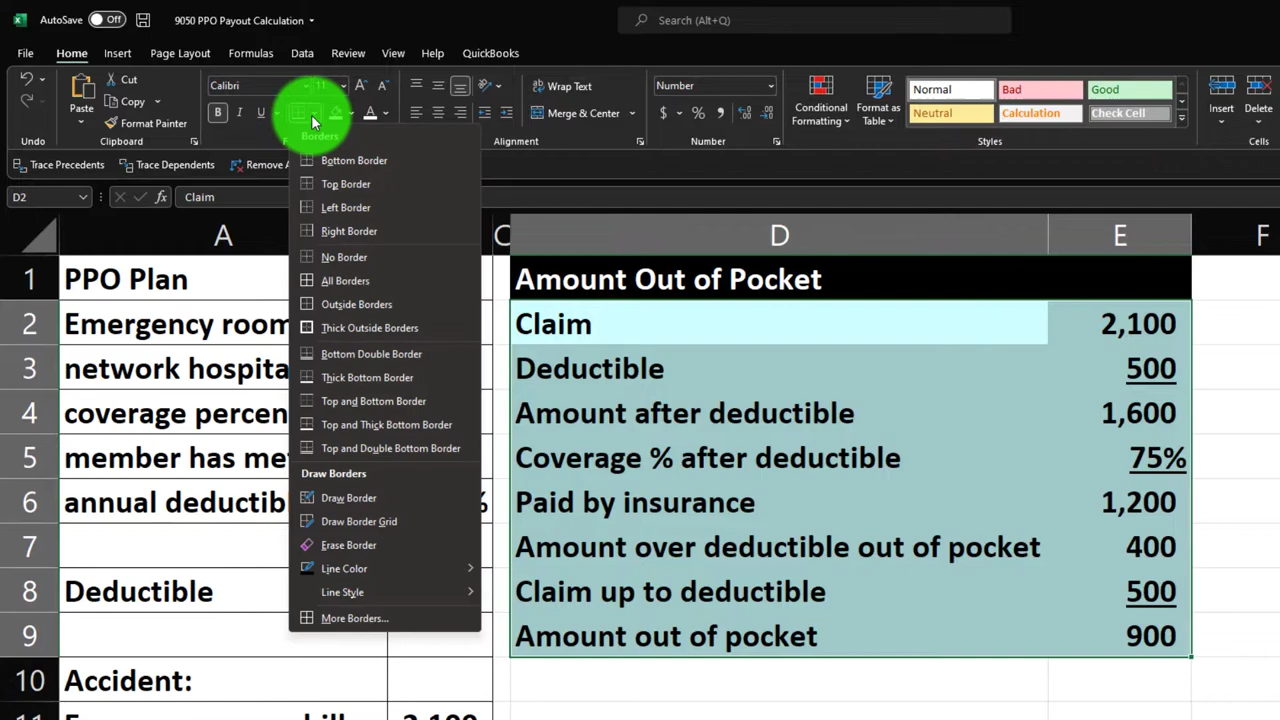 AutoSave Off 9050 PPO Payout Calculation Search (Alt+Q)
File Home Insert Page Layout Formulas Data Review View Help QuickBooks
Paste Cut Calibri 11 Wrap Text Number Conditional Formatting Format as Table Normal Bad Good Insert Delete
Copy B I U A Merge & Center $ % Neutral Calculation Check Cell
Format Painter
Undo Clipboard Alignment Number Styles Cells
Trace Precedents Trace Dependents Remove
D2 fx Claim
Borders
Bottom Border
Top Border
Left Border
Right Border
No Border
All Borders
Outside Borders
Thick Outside Borders
Bottom Double Border
Thick Bottom Border
Top and Bottom Border
Top and Thick Bottom Border
Top and Double Bottom Border
Draw Borders
Draw Border
Draw Border Grid
Erase Border
Line Color
Line Style
More Borders...
A C D E F
1 PPO Plan Amount Out of Pocket
2 Emergency room Claim 2,100
3 network hospita Deductible 500
4 coverage percen Amount after deductible 1,600
5 member has me Coverage % after deductible 75%
6 annual deductib % Paid by insurance 1,200
7 Amount over deductible out of pocket 400
8 Deductible Claim up to deductible 500
9 Amount out of pocket 900
10 Accident:
11 2,100